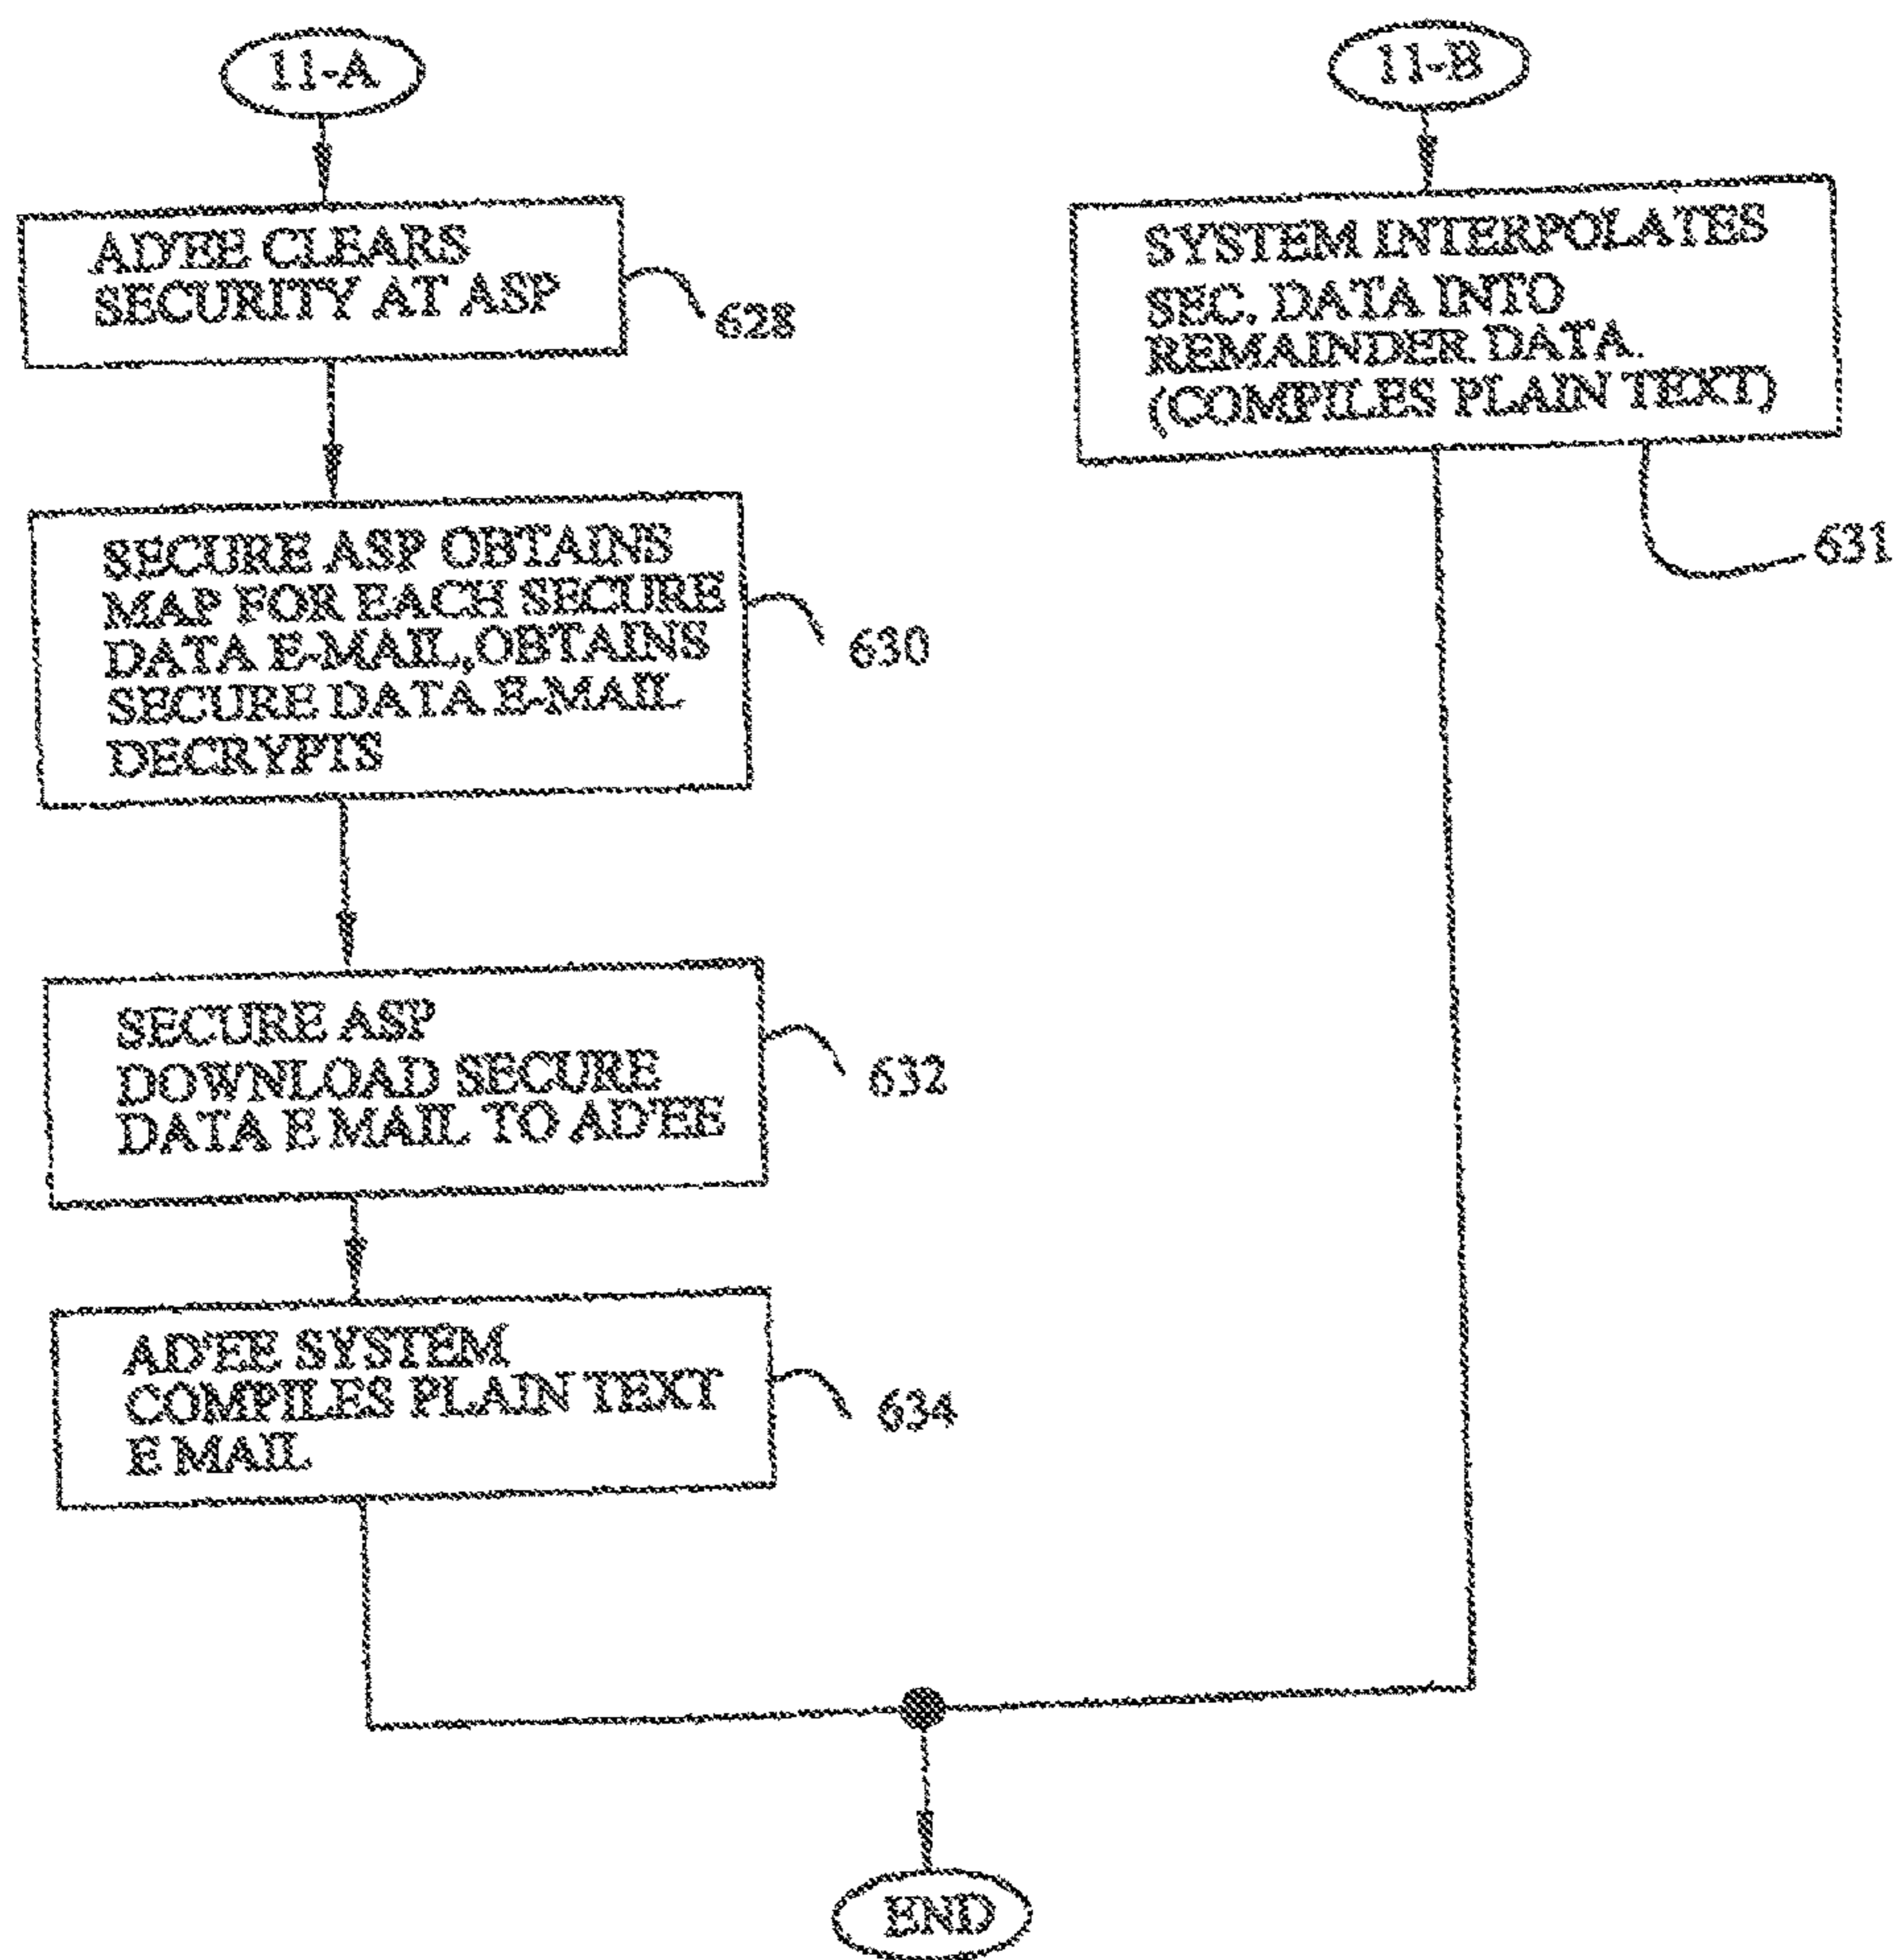 11-A
AD'EE CLEARS
SECURITY AT ASP
628
SECURE ASP OBTAINS
MAP FOR EACH SECURE
DATA E-MAIL,OBTAINS
SECURE DATA E-MAIL
DECRYPTS
630
SECURE ASP
DOWNLOAD SECURE
DATA E MAIL TO AD'EE
632
AD'EE SYSTEM
COMPILES PLAIN TEXT
E MAIL
634
11-B
SYSTEM INTERPOLATES
SEC. DATA INTO
REMAINDER DATA.
(COMPILES PLAIN TEXT)
631
END